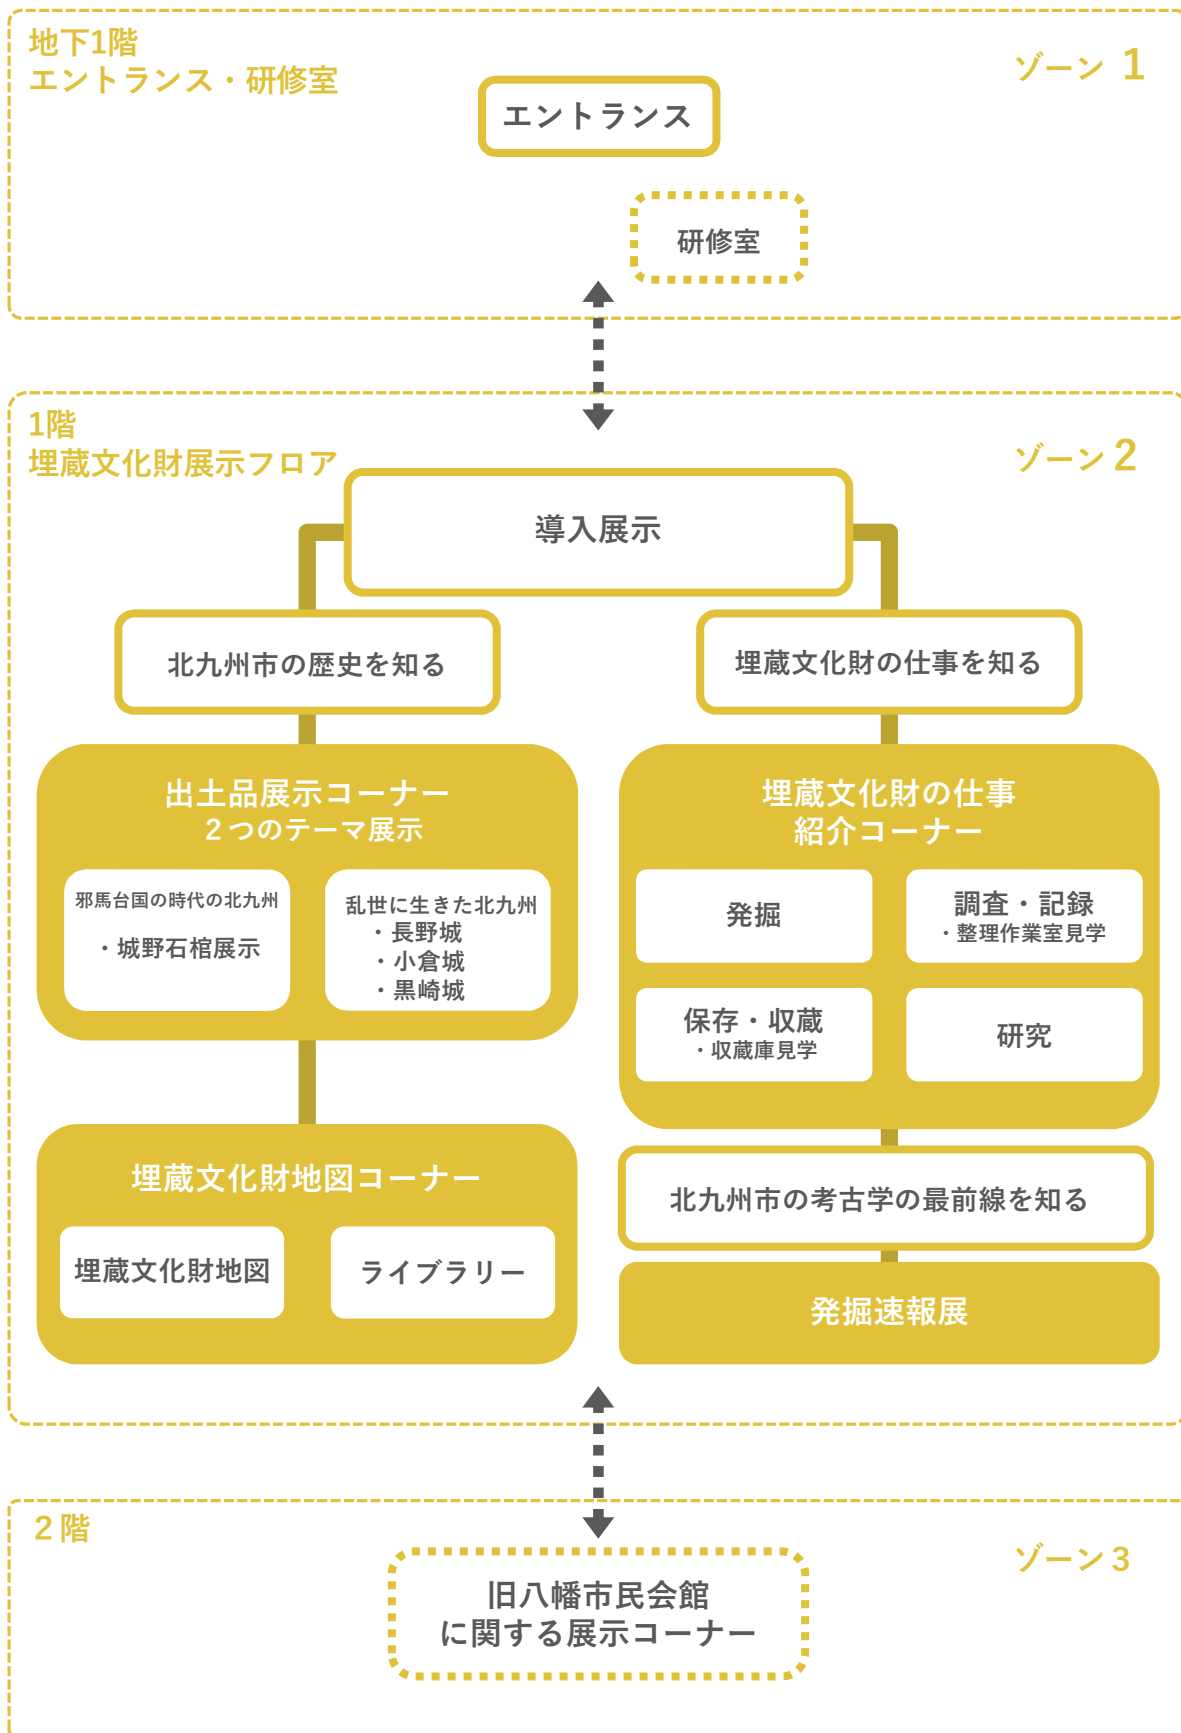 地下1階
エントランス・研修室
ゾーン 1
エントランス
研修室
1階
埋蔵文化財展示フロア
ゾーン 2
導入展示
北九州市の歴史を知る
出土品展示コーナー
２つのテーマ展示
邪馬台国の時代の北九州
・城野石棺展示
乱世に生きた北九州
・長野城
・小倉城
・黒崎城
埋蔵文化財地図コーナー
埋蔵文化財地図
ライブラリー
埋蔵文化財の仕事を知る
埋蔵文化財の仕事
紹介コーナー
発掘
調査・記録
・整理作業室見学
保存・収蔵
・収蔵庫見学
研究
北九州市の考古学の最前線を知る
発掘速報展
２階
ゾーン３
旧八幡市民会館
に関する展示コーナー